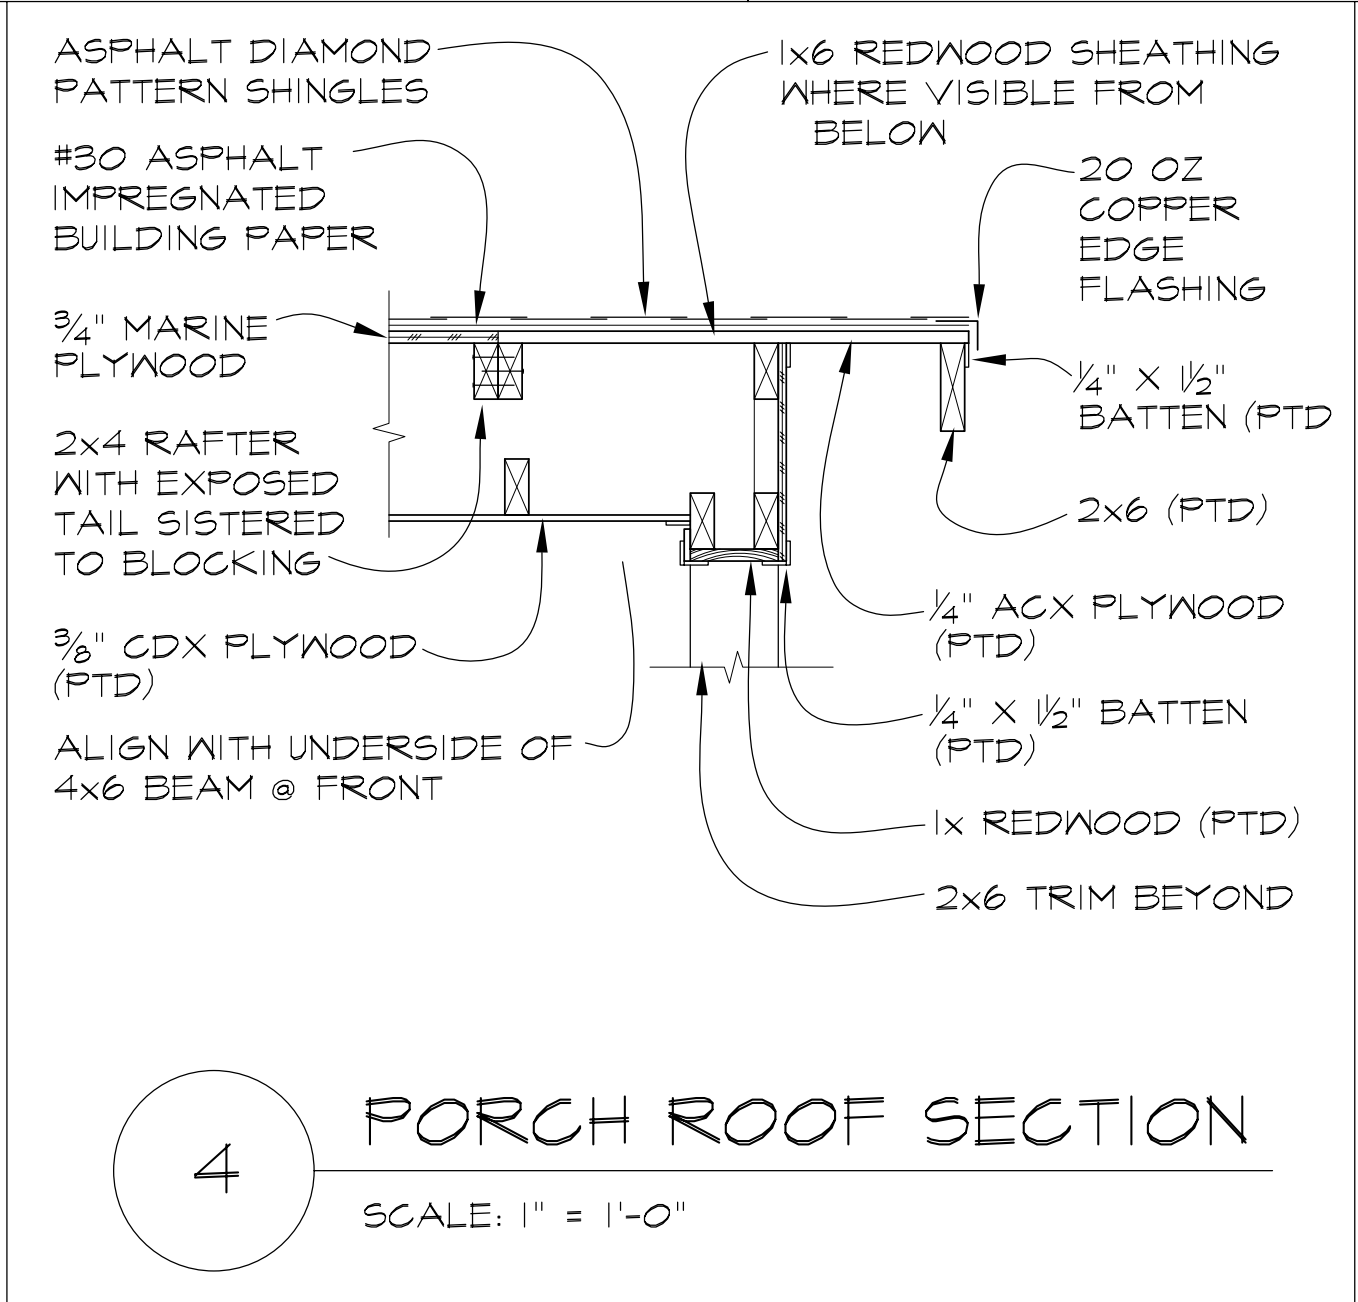 ASPHALT DIAMOND
PATTERN SHINGLES
#30 ASPHALT
IMPREGNATED
BUILDING PAPER
3/4" MARINE
PLYWOOD
2x4 RAFTER
WITH EXPOSED
TAIL SISTERED
TO BLOCKING
3/8" CDX PLYWOOD
(PTD)
ALIGN WITH UNDERSIDE OF
4x6 BEAM @ FRONT
1x6 REDWOOD SHEATHING
WHERE VISIBLE FROM
BELOW
20 OZ
COPPER
EDGE
FLASHING
1/4" X 1 1/2"
BATTEN (PTD
2x6 (PTD)
1/4" ACX PLYWOOD
(PTD)
1/4" X 1 1/2" BATTEN
(PTD)
1x REDWOOD (PTD)
2x6 TRIM BEYOND
4
PORCH ROOF SECTION
SCALE: 1" = 1'-0"